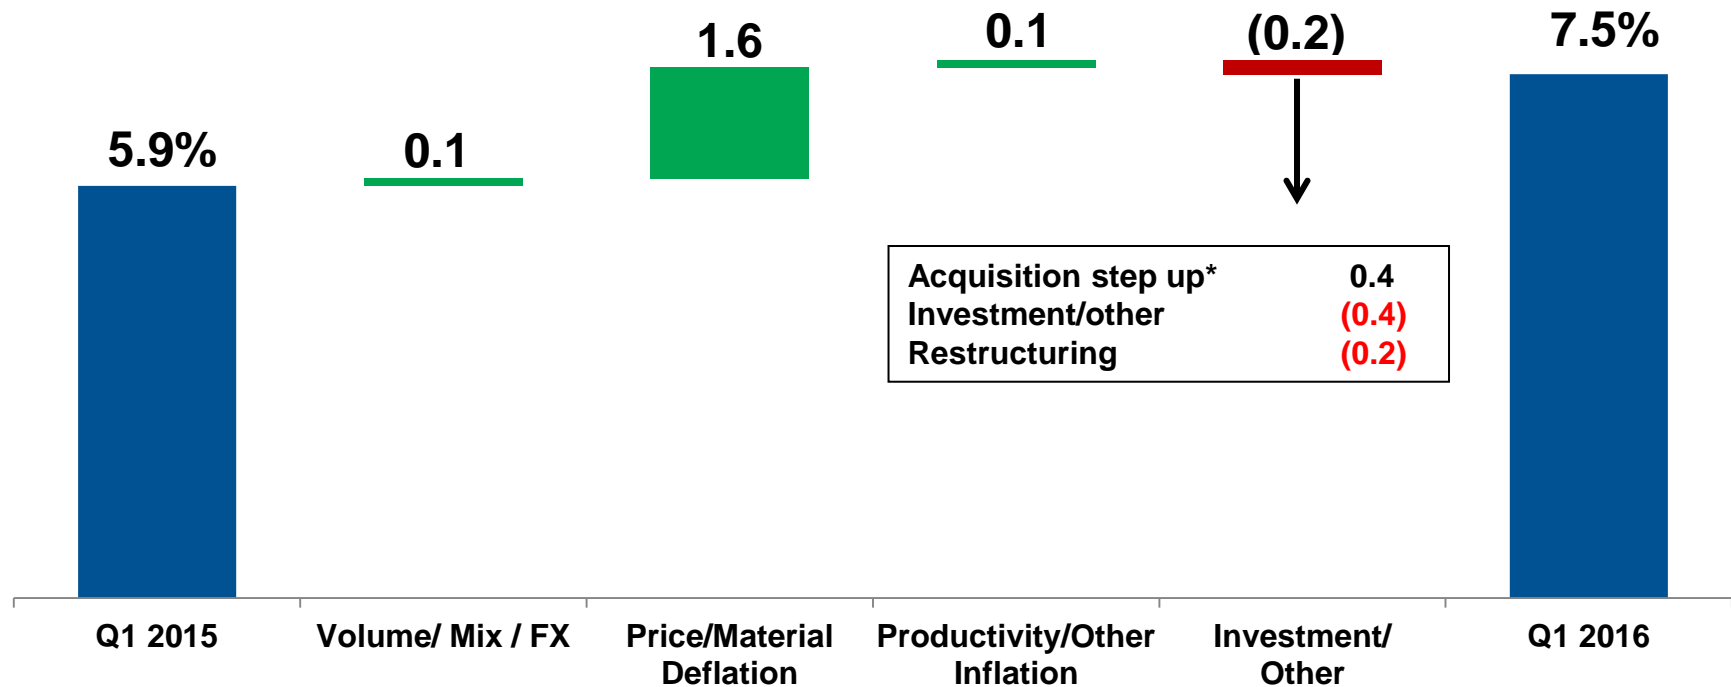 5.9%
0.1
1.6
0.1
(0.2)
7.5%
Acquisition step up* 0.4
Investment/other (0.4)
Restructuring (0.2)
Q1 2015
Volume/ Mix / FX
Price/Material
Deflation
Productivity/Other
Inflation
Investment/
Other
Q1 2016